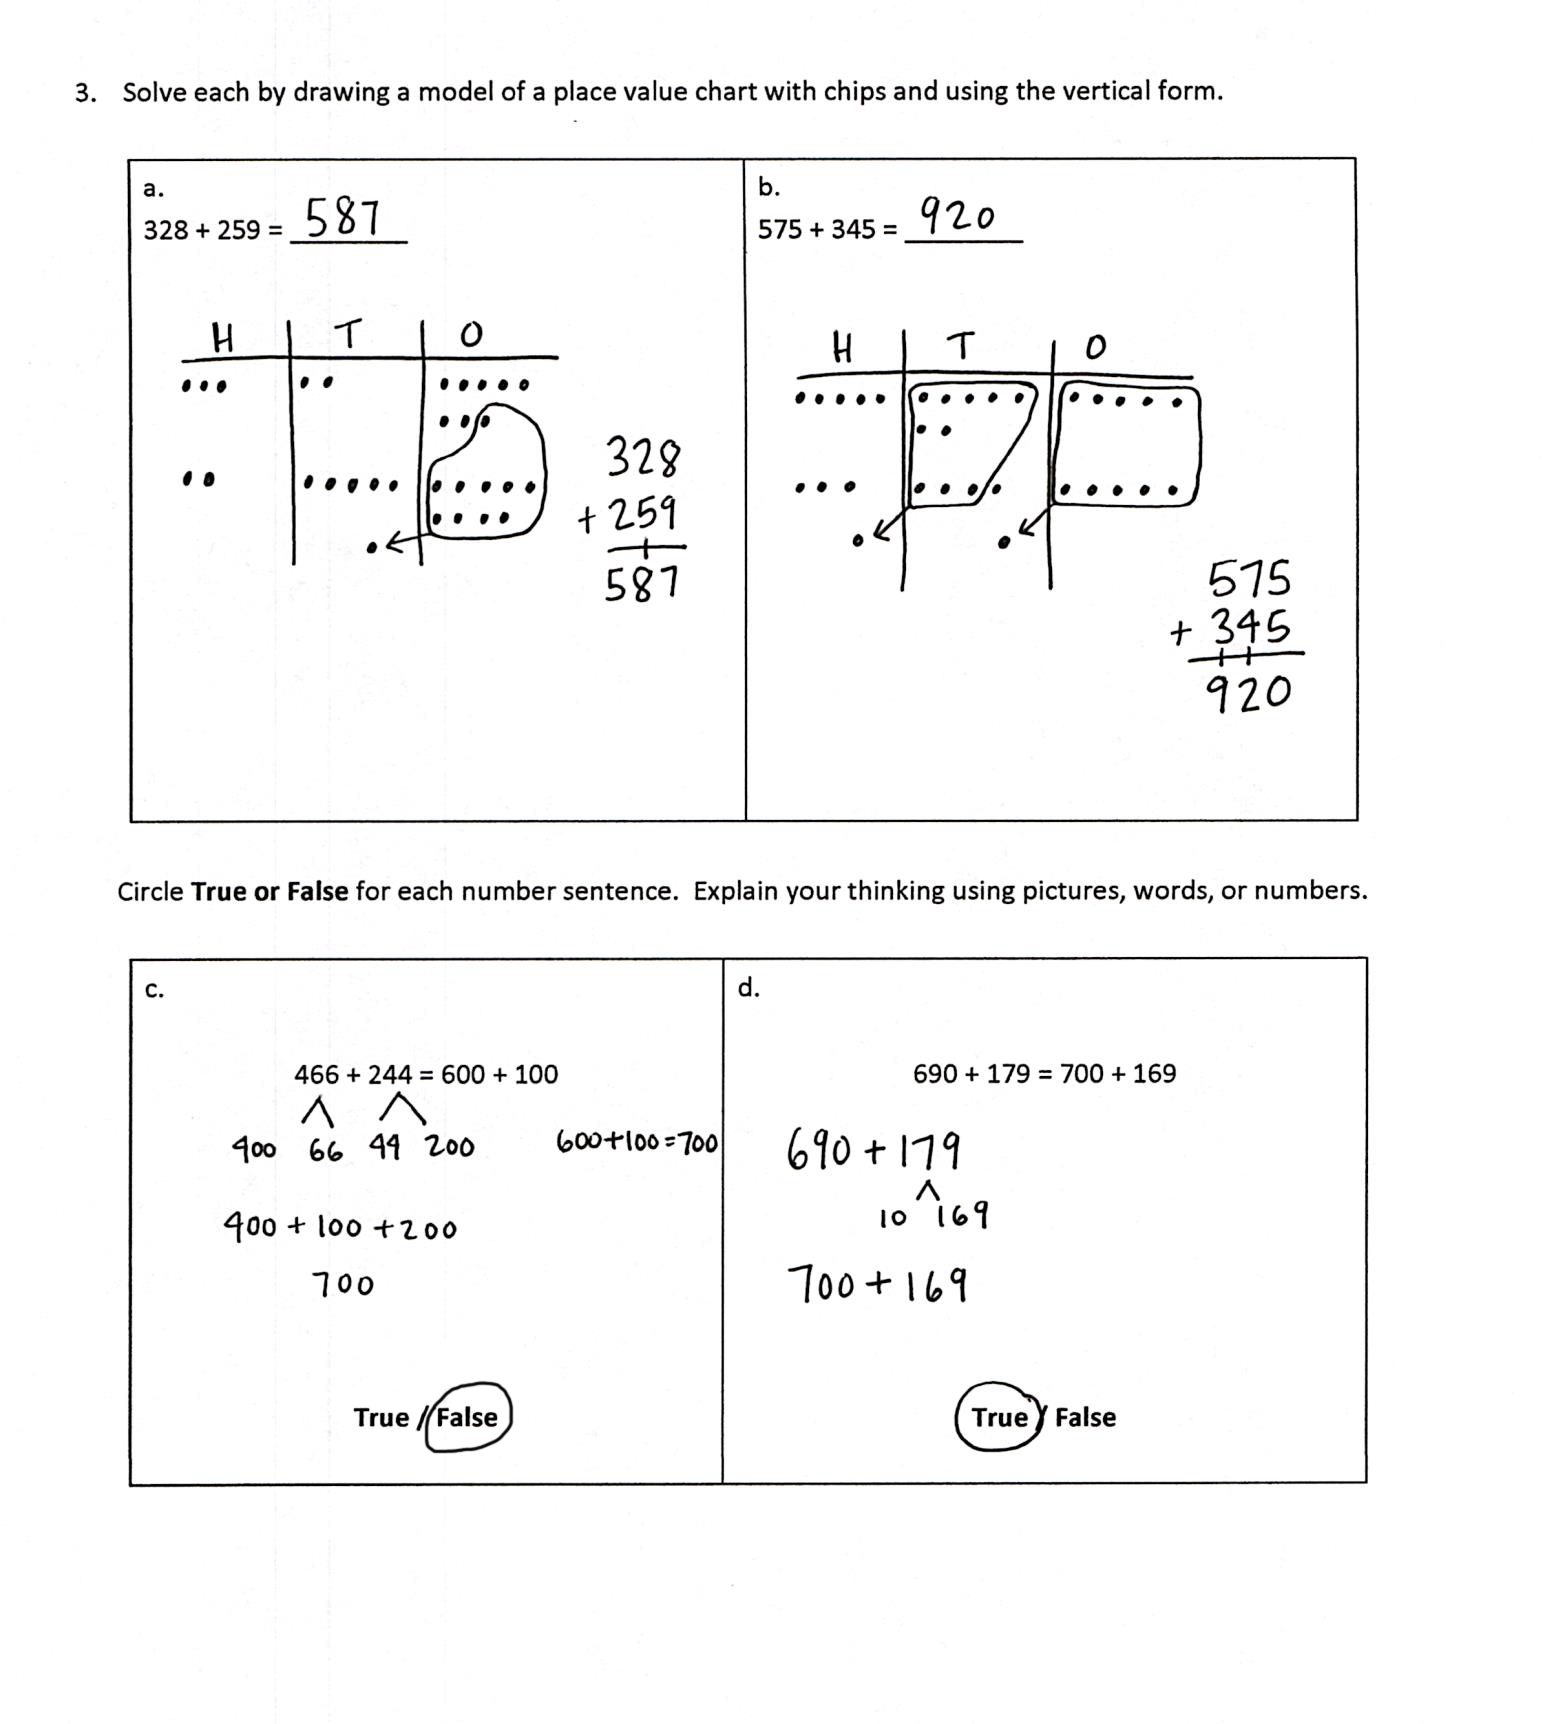 3. Solve each by drawing a model of a place value chart with chips and using the vertical form.
a.
328 + 259 = 587
H T O
328
+ 259
587
b.
575 + 345 = 920
H T O
575
+ 345
920
Circle True or False for each number sentence. Explain your thinking using pictures, words, or numbers.
c.
466 + 244 = 600 + 100
400 66 44 200
600+100=700
400 + 100 + 200
700
True / False
d.
690 + 179 = 700 + 169
690 + 179
10 169
700 + 169
True / False